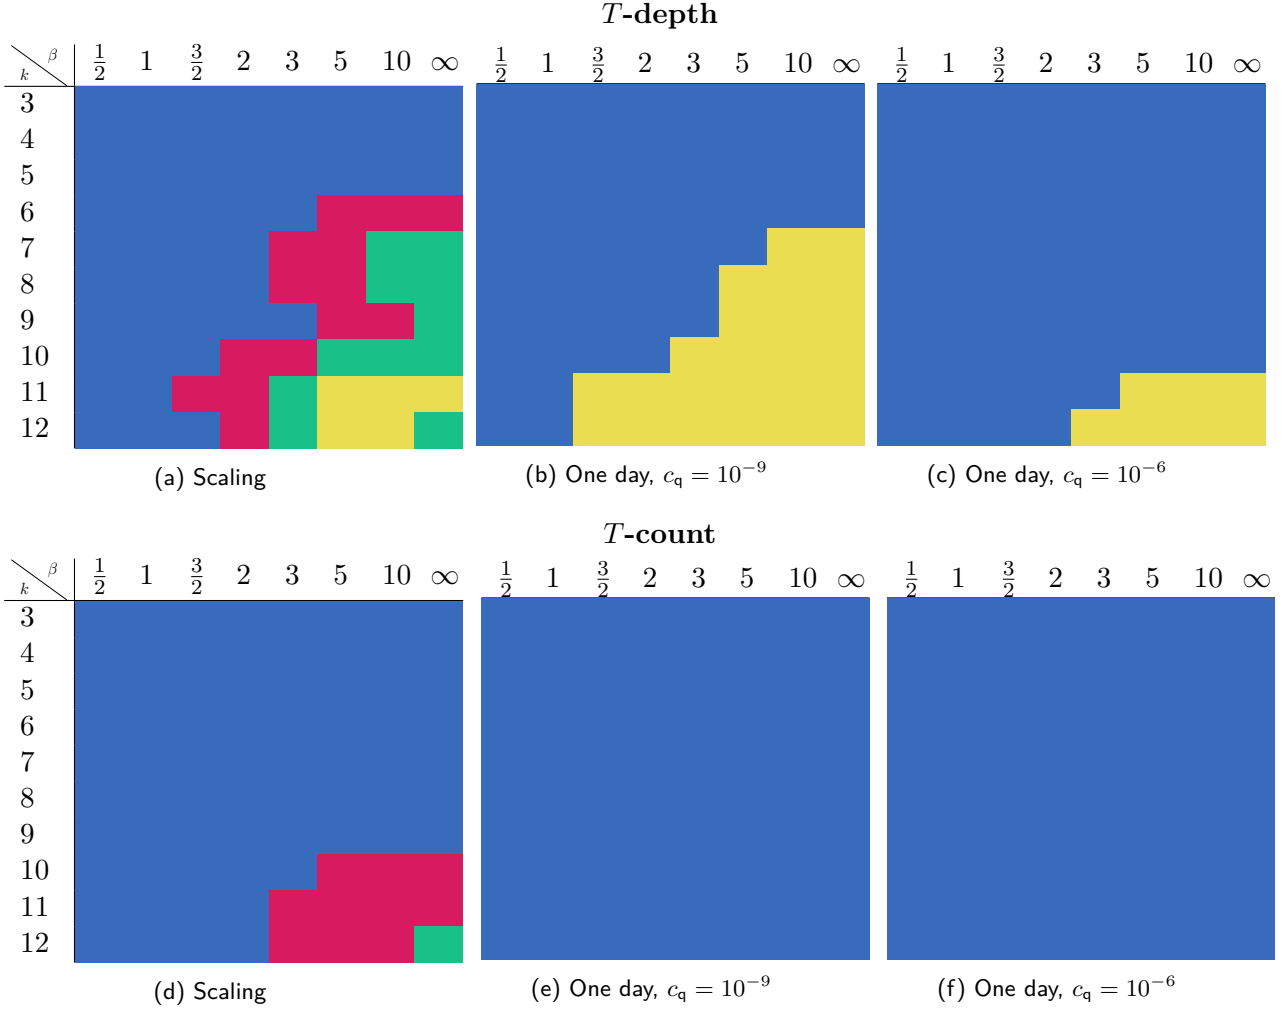 T-depth
β 1/2 1 3/2 2 3 5 10 ∞
k
1/2 1 3/2 2 3 5 10 ∞
1/2 1 3/2 2 3 5 10 ∞
3
4
5
6
7
8
9
10
11
12
(a) Scaling
(b) One day, c_q = 10^−9
(c) One day, c_q = 10^−6
T-count
β 1/2 1 3/2 2 3 5 10 ∞
k
1/2 1 3/2 2 3 5 10 ∞
1/2 1 3/2 2 3 5 10 ∞
3
4
5
6
7
8
9
10
11
12
(d) Scaling
(e) One day, c_q = 10^−9
(f) One day, c_q = 10^−6